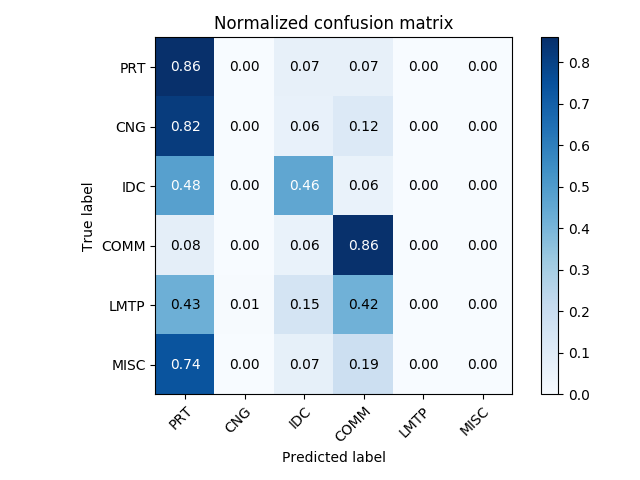 Normalized confusion matrix
True label
PRT 0.86 0.00 0.07 0.07 0.00 0.00
CNG 0.82 0.00 0.06 0.12 0.00 0.00
IDC 0.48 0.00 0.46 0.06 0.00 0.00
COMM 0.08 0.00 0.06 0.86 0.00 0.00
LMTP 0.43 0.01 0.15 0.42 0.00 0.00
MISC 0.74 0.00 0.07 0.19 0.00 0.00
PRT CNG IDC COMM LMTP MISC
Predicted label
0.8
0.7
0.6
0.5
0.4
0.3
0.2
0.1
0.0